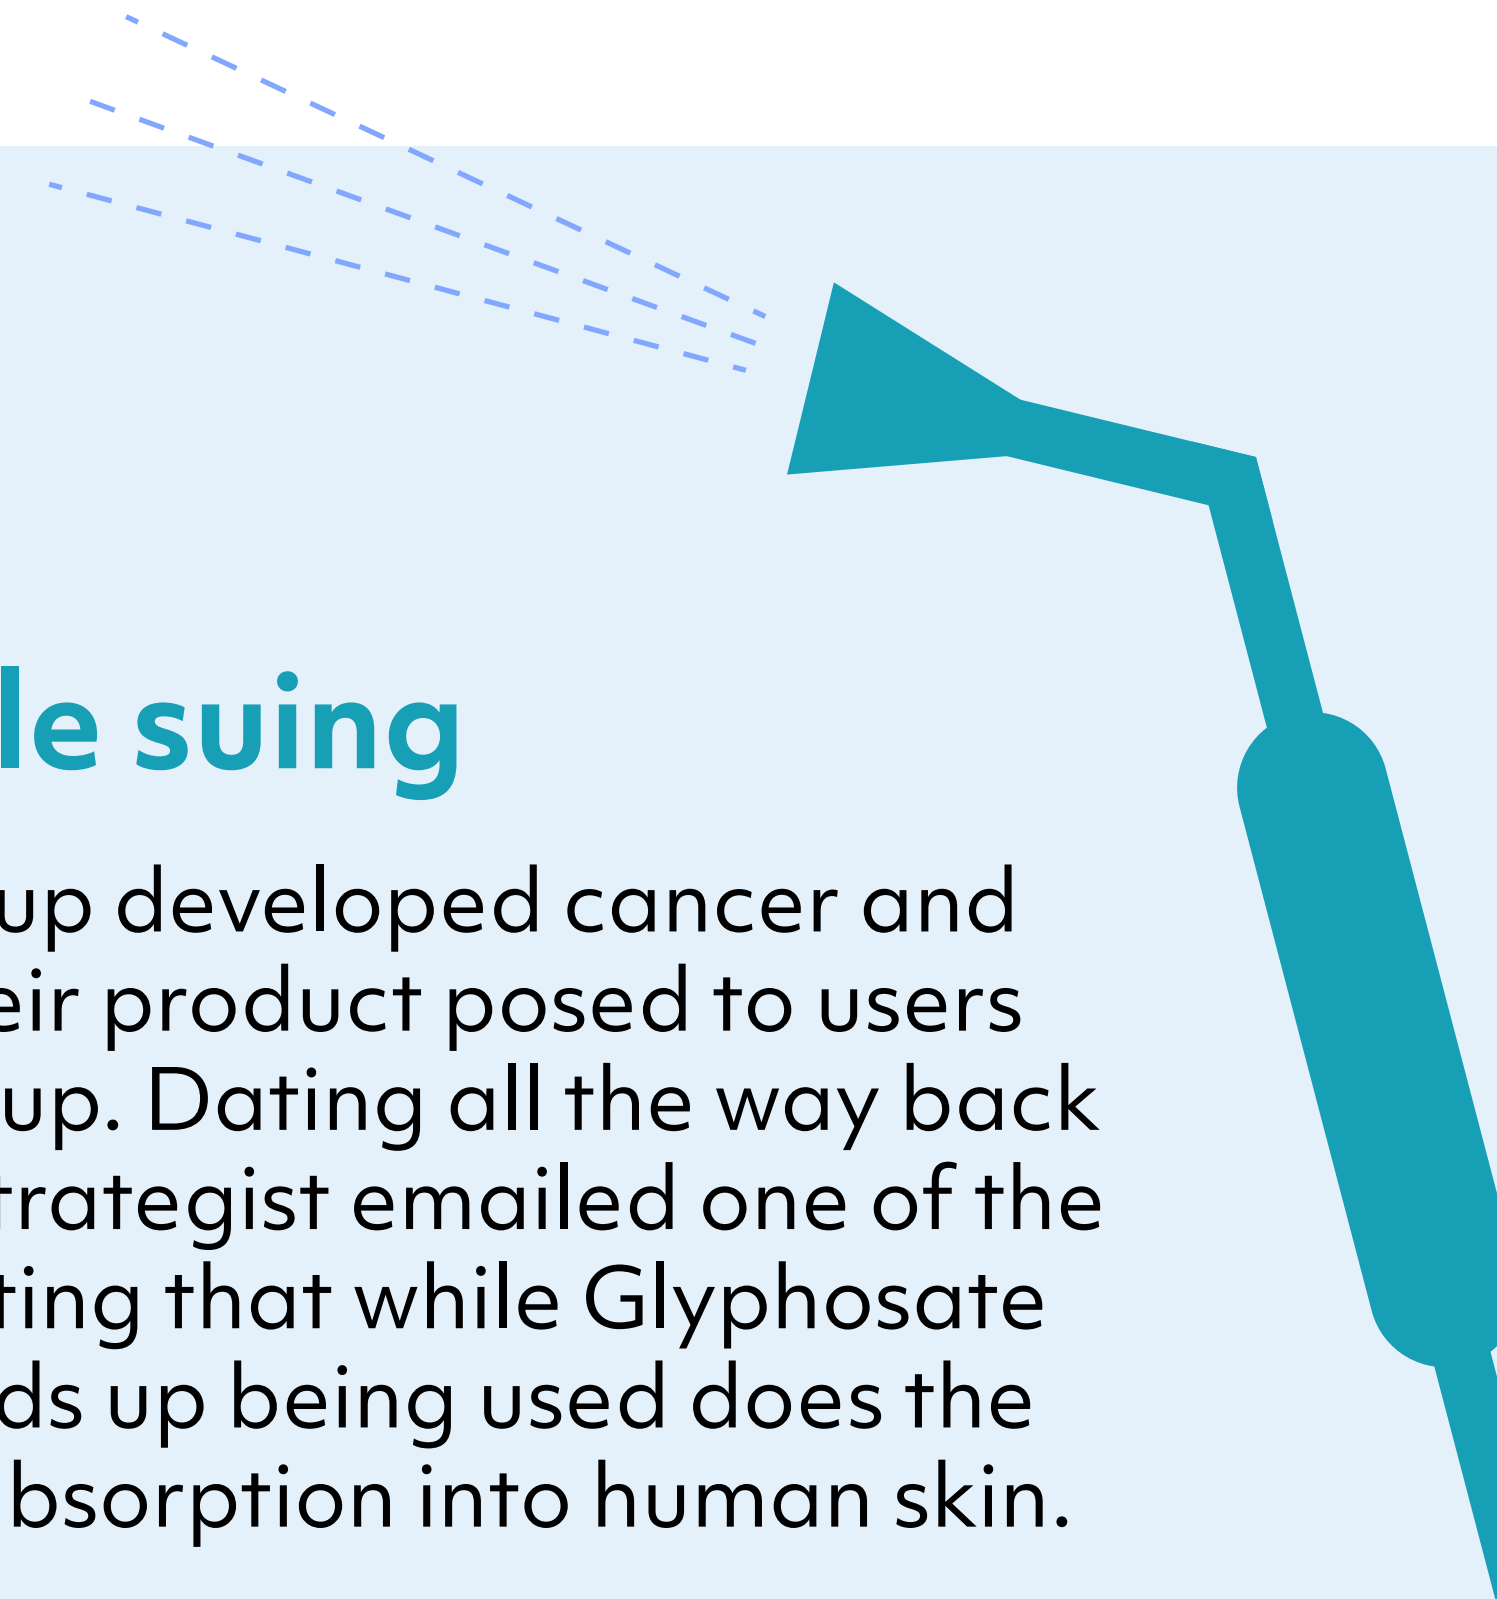 le suing
up developed cancer and
eir product posed to users
up. Dating all the way back
trategist emailed one of the
ting that while Glyphosate
ds up being used does the
bsorption into human skin.